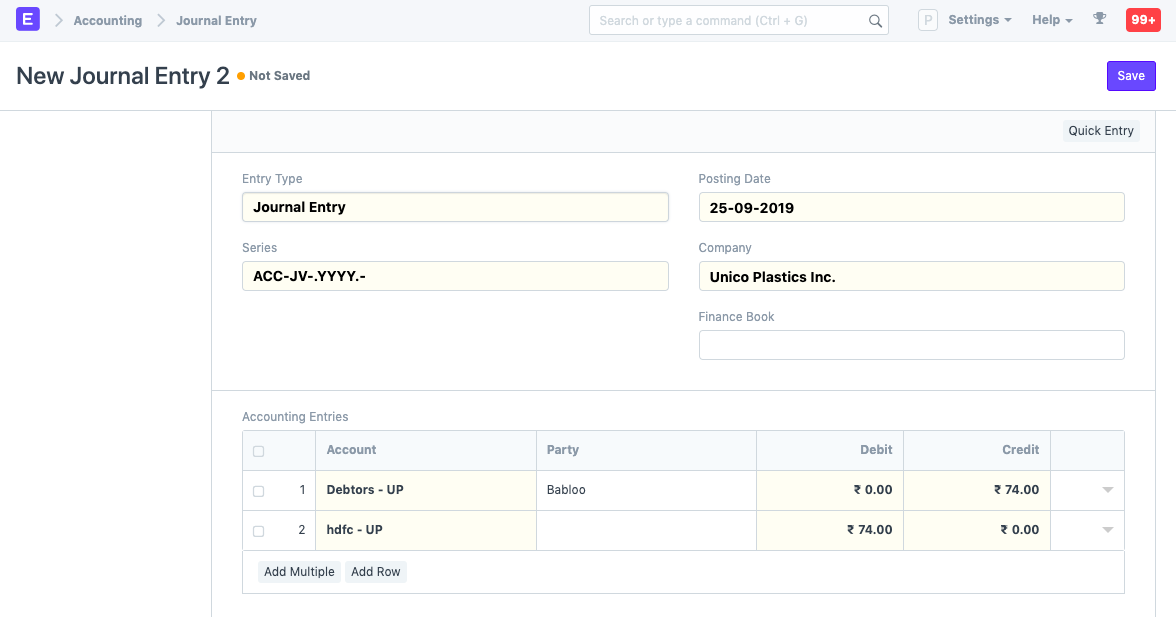 E Accounting Journal Entry Search or type a command (Ctrl + G) P Settings Help 99+
New Journal Entry 2 Not Saved Save
Quick Entry
Entry Type Posting Date
Journal Entry 25-09-2019
Series Company
ACC-JV-.YYYY.- Unico Plastics Inc.
Finance Book
Accounting Entries
Account Party Debit Credit
1 Debtors - UP Babloo ₹ 0.00 ₹ 74.00
2 hdfc - UP ₹ 74.00 ₹ 0.00
Add Multiple Add Row